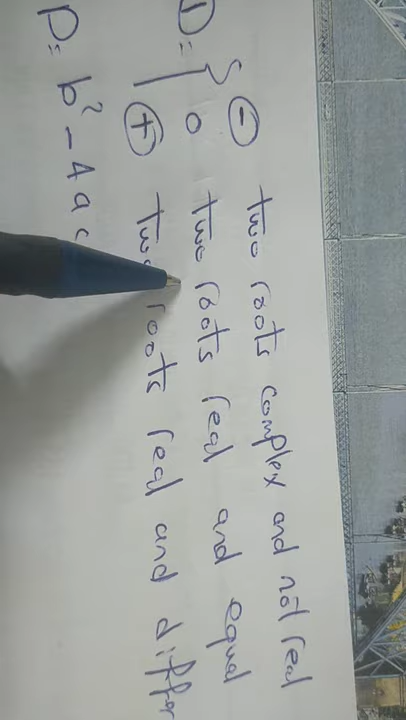 ⊖ two roots complex and not real
D = { 0 two roots real and equal
⊕ two roots real and differ
D = b² - 4ac